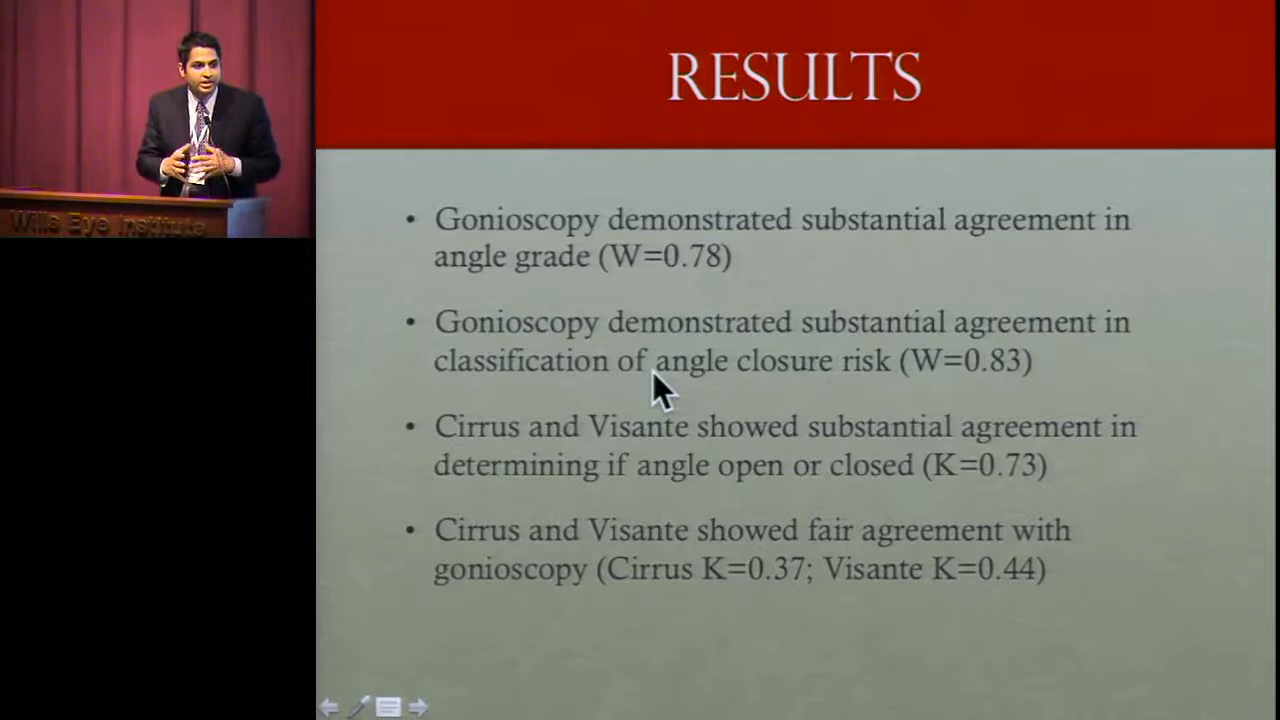 RESULTS
• Gonioscopy demonstrated substantial agreement in
angle grade (W=0.78)
• Gonioscopy demonstrated substantial agreement in
classification of angle closure risk (W=0.83)
• Cirrus and Visante showed substantial agreement in
determining if angle open or closed (K=0.73)
• Cirrus and Visante showed fair agreement with
gonioscopy (Cirrus K=0.37; Visante K=0.44)
Wills Eye Institute